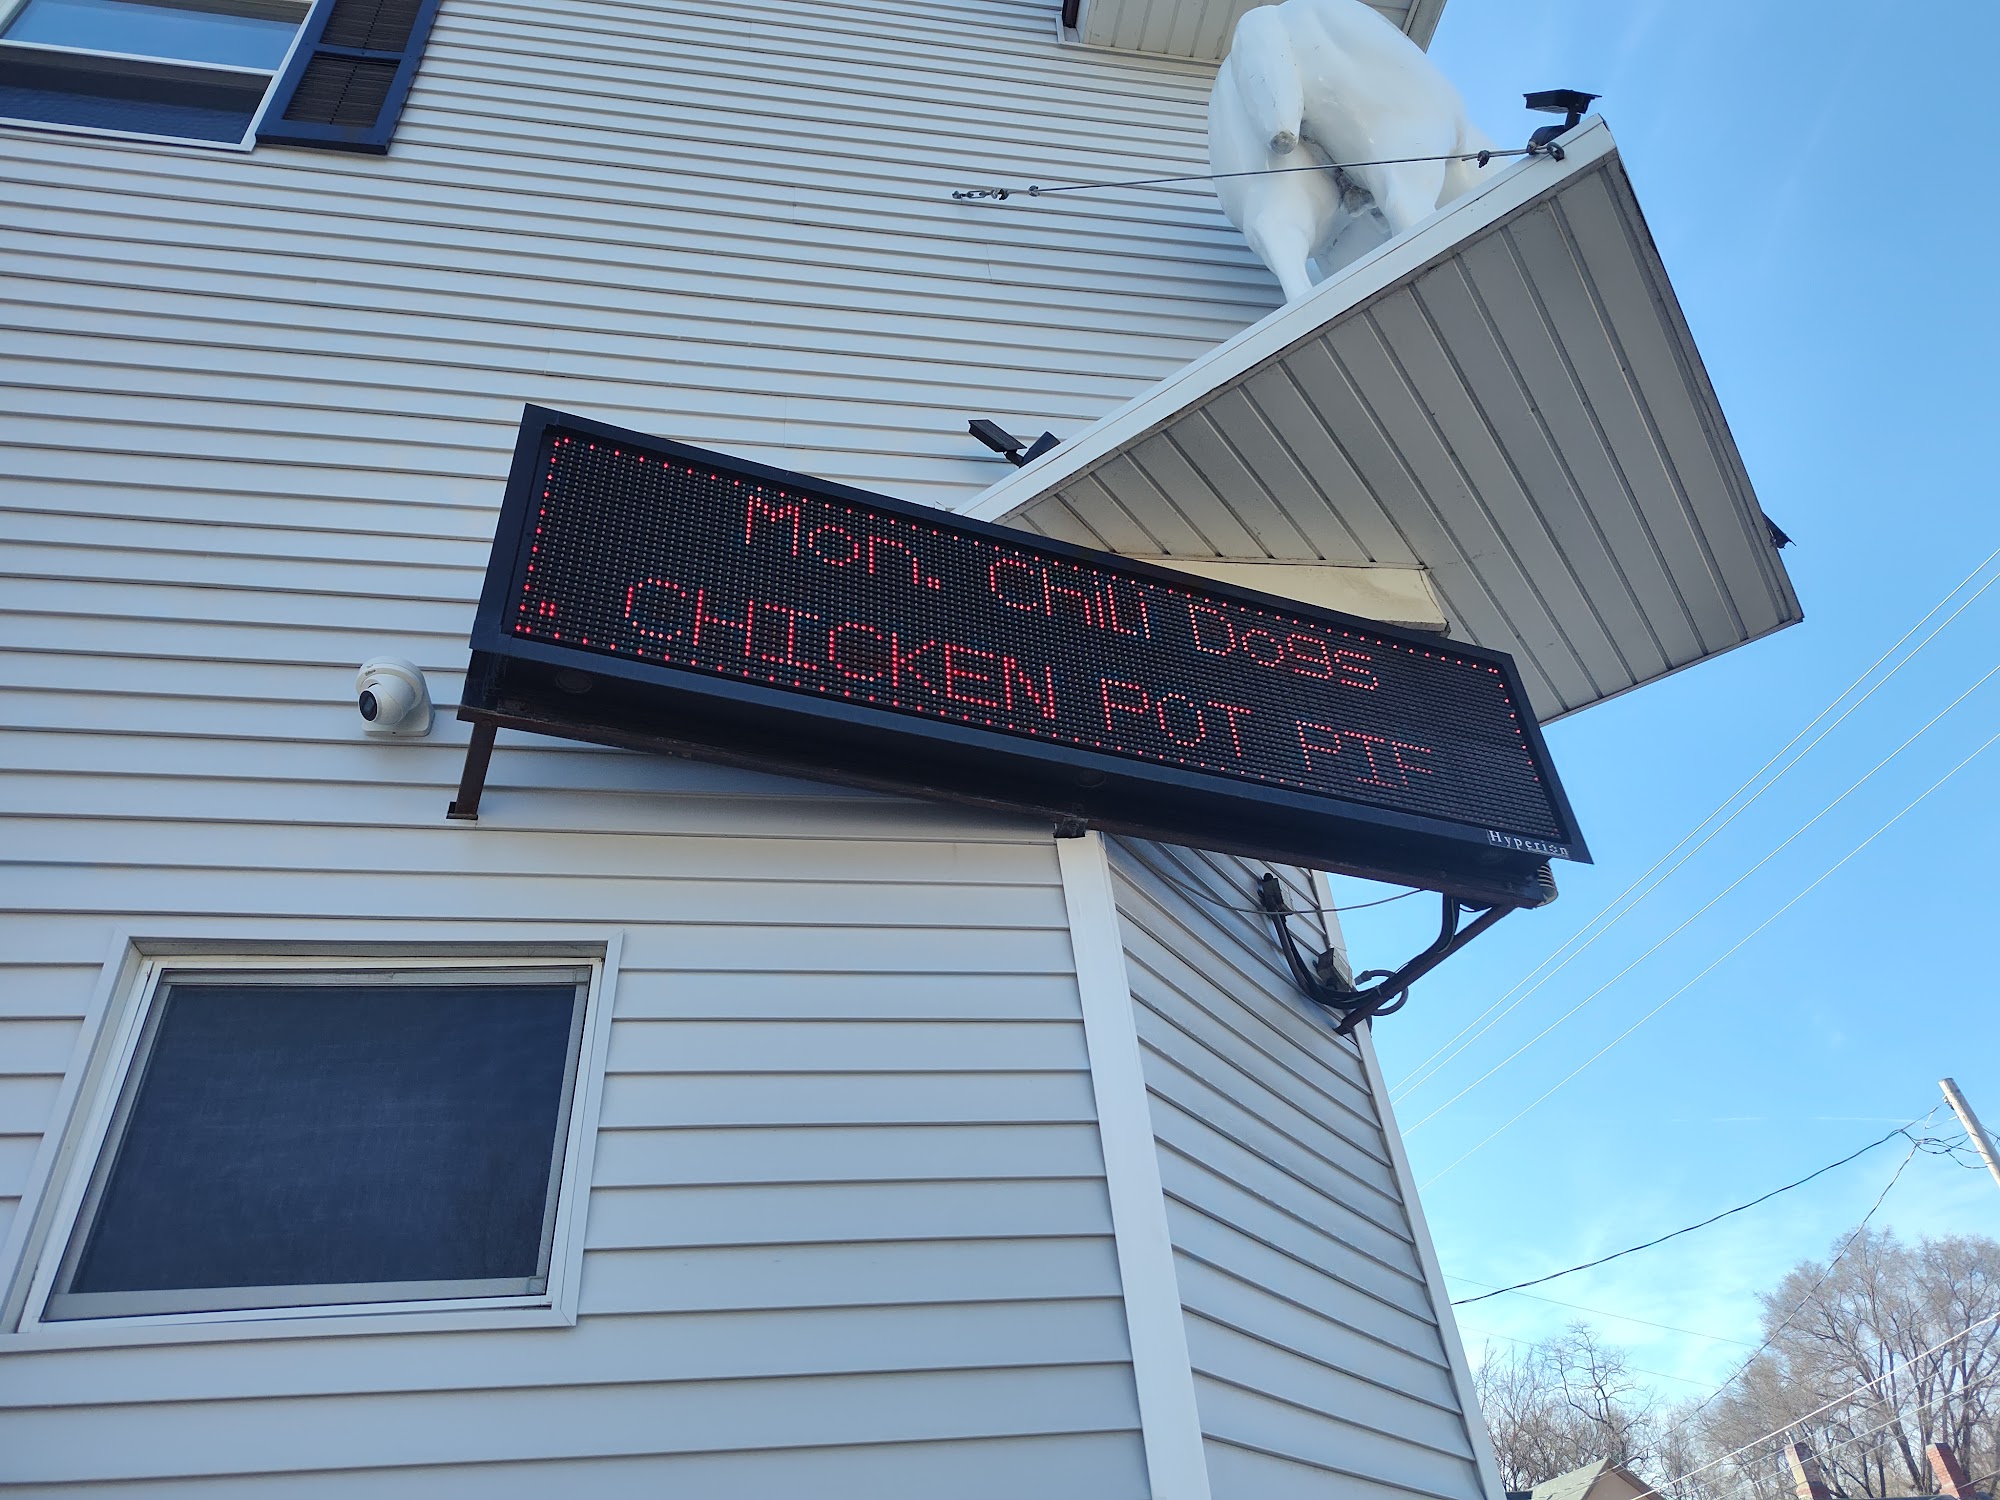 Mon. Chili Dogs
CHICKEN POT PIE
Hyperion